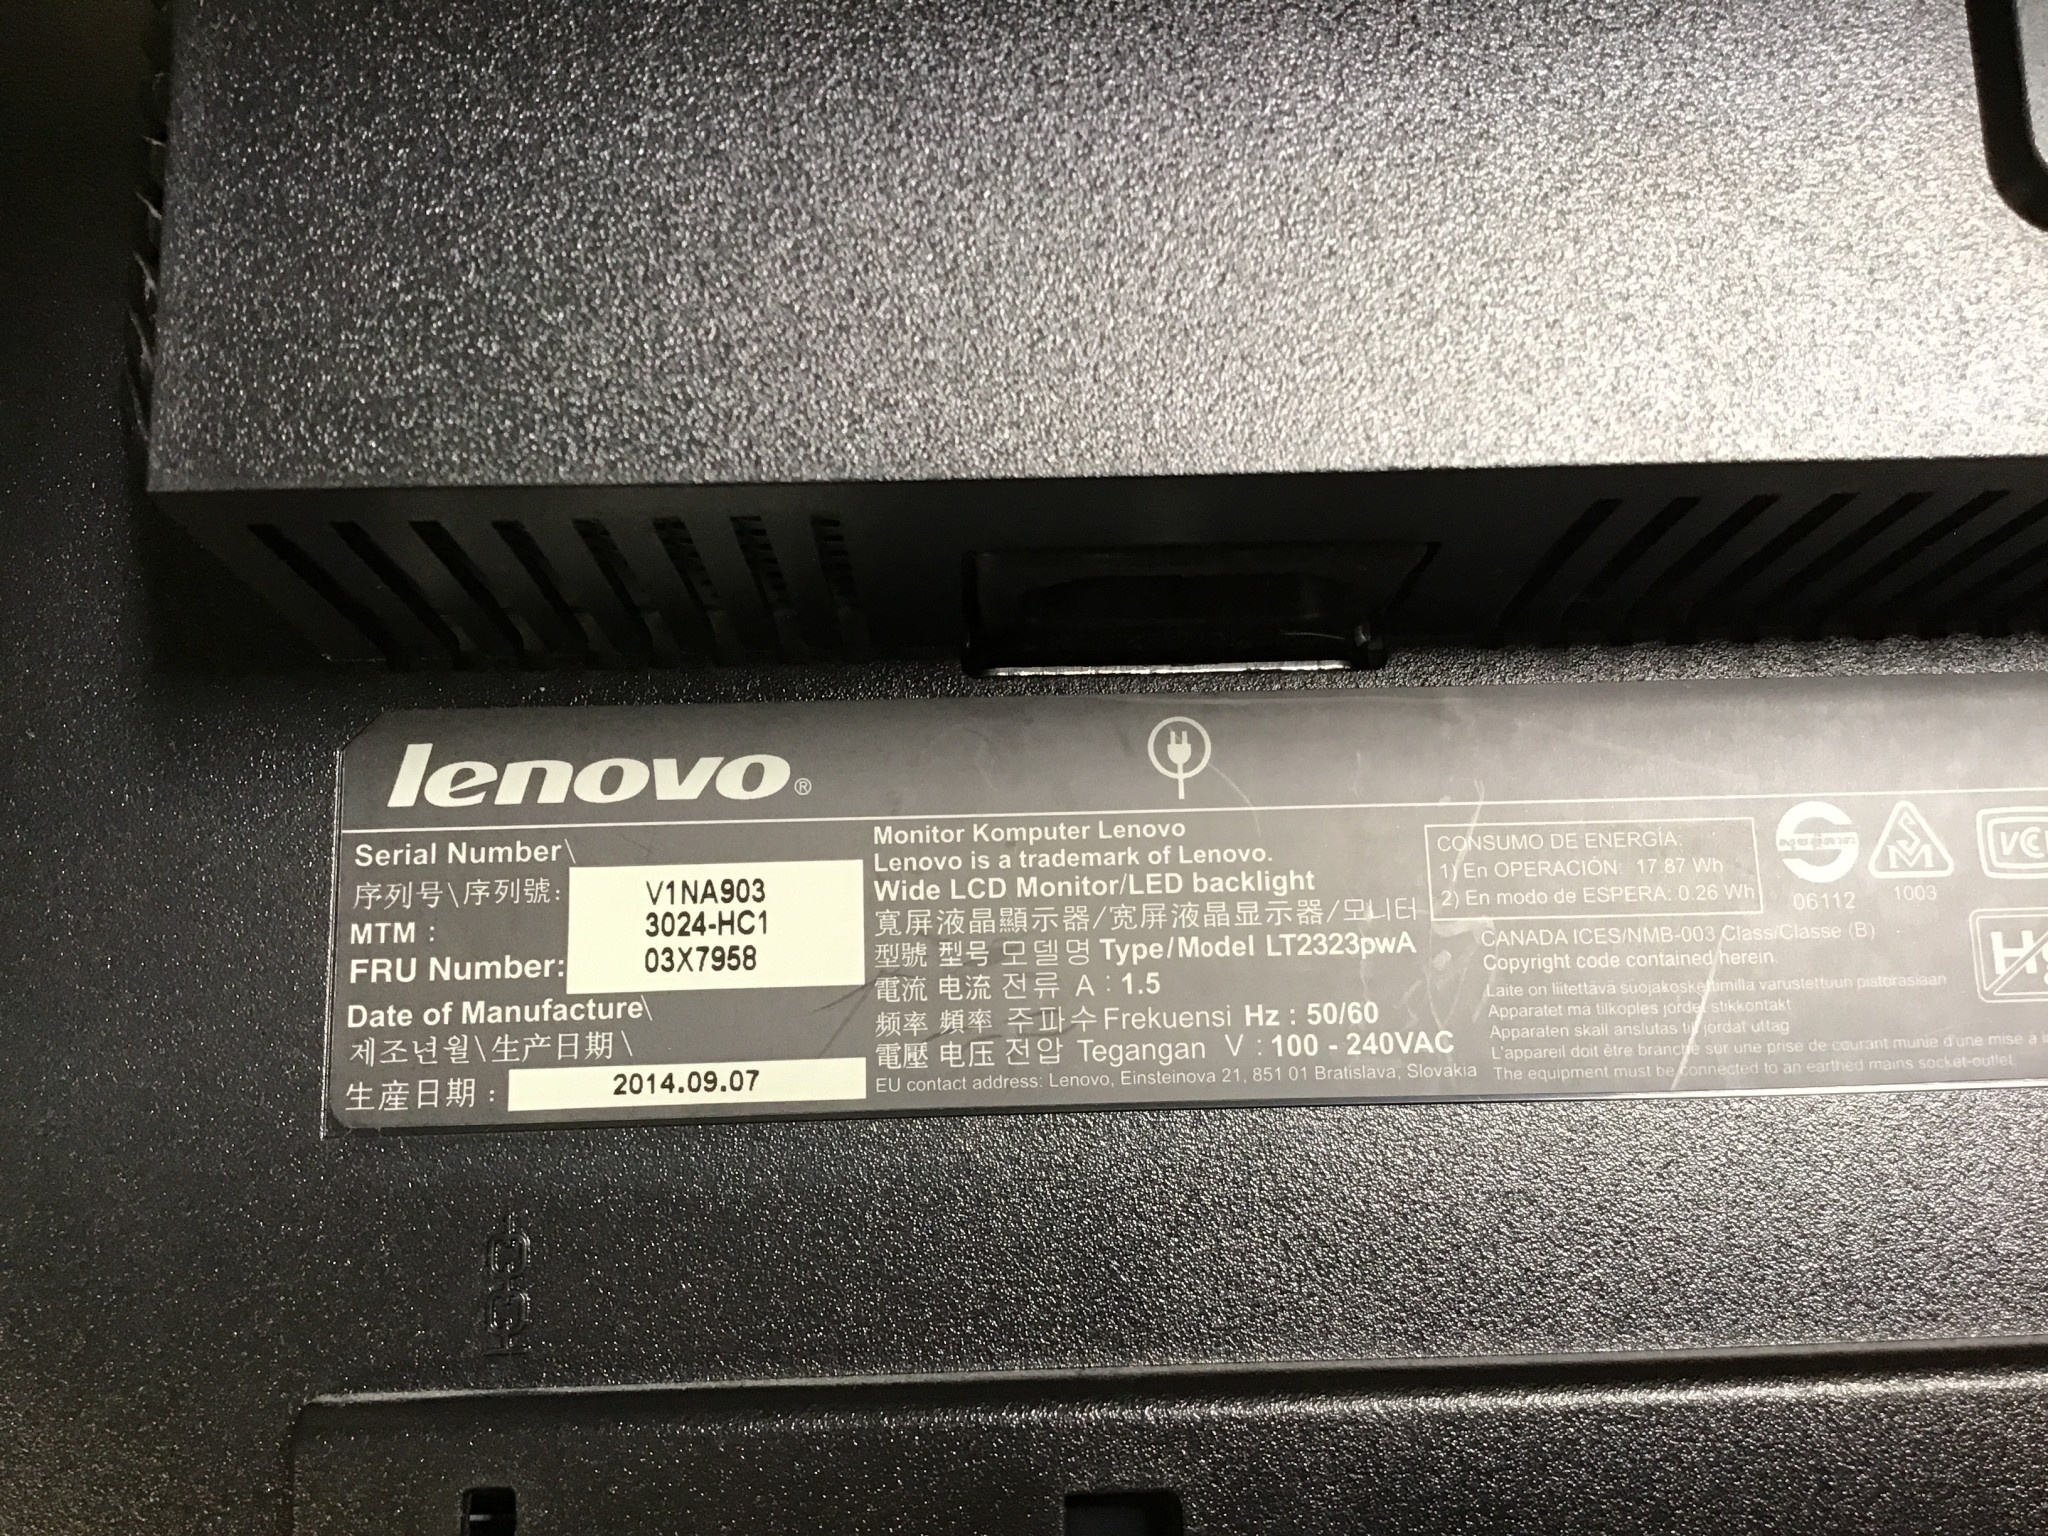 lenovo®
Serial Number\
序列号\序列號:
V1NA903
MTM :
3024-HC1
FRU Number:
03X7958
Date of Manufacture\
제조년월\生产日期\
生産日期 :
2014.09.07
Monitor Komputer Lenovo
Lenovo is a trademark of Lenovo.
Wide LCD Monitor/LED backlight
寬屏液晶顯示器/宽屏液晶显示器/모니터
型號 型号 모델명 Type/Model LT2323pwA
電流 电流 전류 A : 1.5
频率 頻率 주파수 Frekuensi Hz : 50/60
電壓 电压 전압 Tegangan V : 100 - 240VAC
EU contact address: Lenovo, Einsteinova 21, 851 01 Bratislava, Slovakia
CONSUMO DE ENERGÍA:
1) En OPERACIÓN: 17.87 Wh
2) En modo de ESPERA: 0.26 Wh
06112
1003
CANADA ICES/NMB-003 Class/Classe (B)
Copyright code contained herein.
Laite on liitettävä suojakoskettimilla varustettuun pistorasiaan
Apparatet må tilkoples jordet stikkontakt
Apparaten skall anslutas till jordat uttag
L'appareil doit être branché sur une prise de courant munie d'une mise à
The equipment must be connected to an earthed mains socket-outlet.